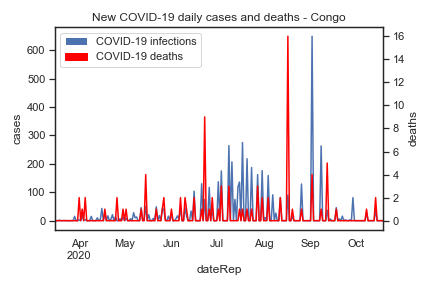 New COVID-19 daily cases and deaths - Congo
COVID-19 infections
COVID-19 deaths
600
500
400
300
200
100
0
cases
16
14
12
10
8
6
4
2
0
deaths
Apr May Jun Jul Aug Sep Oct
2020
dateRep